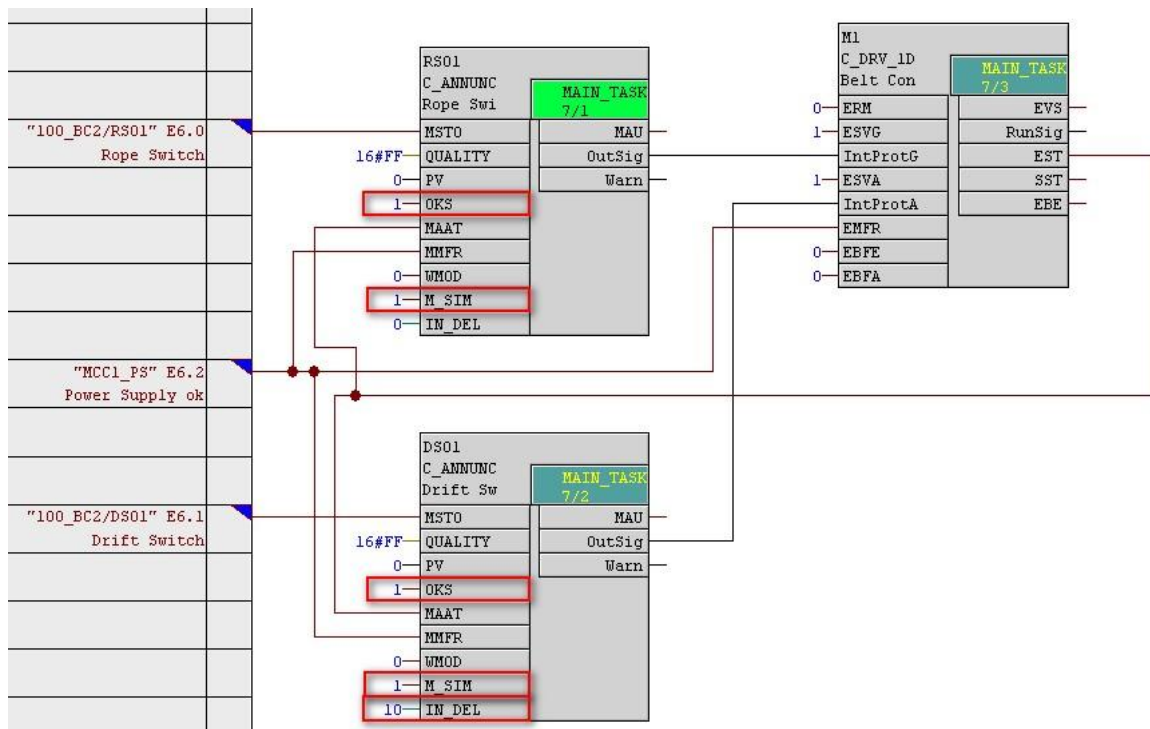 RS01
C_ANNUNC
Rope Swi
MAIN_TASK
7/1
"100_BC2/RS01" E6.0
Rope Switch
MSTO
MAU
16#FF
QUALITY
OutSig
0
PV
Warn
1
OKS
MAAT
MMFR
0
WMOD
1
M_SIM
0
IN_DEL
M1
C_DRV_1D
Belt Con
MAIN_TASK
7/3
0
ERM
EVS
1
ESVG
RunSig
IntProtG
EST
1
ESVA
SST
IntProtA
EBE
EMFR
0
EBFE
0
EBFA
"MCC1_PS" E6.2
Power Supply ok
DS01
C_ANNUNC
Drift Sw
MAIN_TASK
7/2
"100_BC2/DS01" E6.1
Drift Switch
MSTO
MAU
16#FF
QUALITY
OutSig
0
PV
Warn
1
OKS
MAAT
MMFR
0
WMOD
1
M_SIM
10
IN_DEL